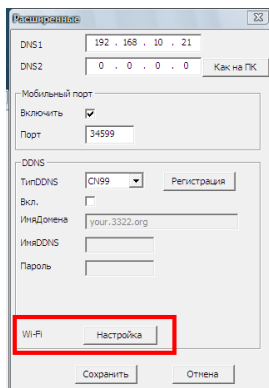 Расширенные
DNS1 192 . 168 . 10 . 21
DNS2 0 . 0 . 0 . 0 Как на ПК
Мобильный порт
Включить
Порт 34599
DDNS
ТипDDNS CN99 Регистрация
Вкл.
ИмяДомена your.3322.org
ИмяDDNS
Пароль
Wi-Fi Настройка
Сохранить Отмена